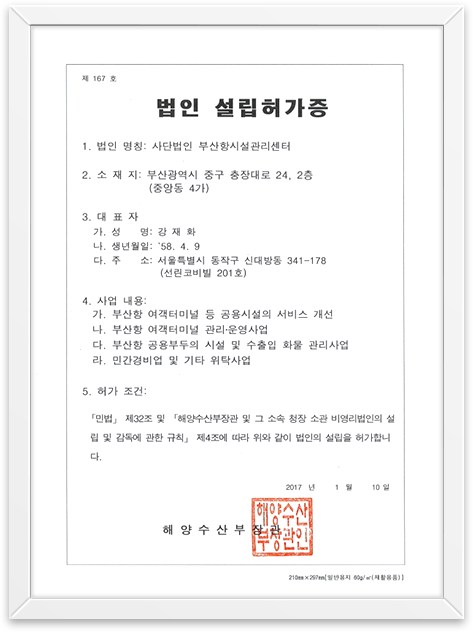 제 167 호
법인 설립허가증
1. 법인 명칭: 사단법인 부산항시설관리센터
2. 소 재 지: 부산광역시 중구 충장대로 24, 2층
(중앙동 4가)
3. 대 표 자
가. 성 명: 강 재 화
나. 생년월일: ′58. 4. 9
다. 주 소: 서울특별시 동작구 신대방동 341-178
(선린코비빌 201호)
4. 사업 내용:
가. 부산항 여객터미널 등 공용시설의 서비스 개선
나. 부산항 여객터미널 관리·운영사업
다. 부산항 공용부두의 시설 및 수출입 화물 관리사업
라. 민간경비업 및 기타 위탁사업
5. 허가 조건:
「민법」 제32조 및 「해양수산부장관 및 그 소속 청장 소관 비영리법인의 설
립 및 감독에 관한 규칙」 제4조에 따라 위와 같이 법인의 설립을 허가합니
다.
2017 년 1 월 10 일
해 양 수 산 부 장 관
해양수산
부장관인
210㎜×297㎜[일반용지 60g/㎡(재활용품)]